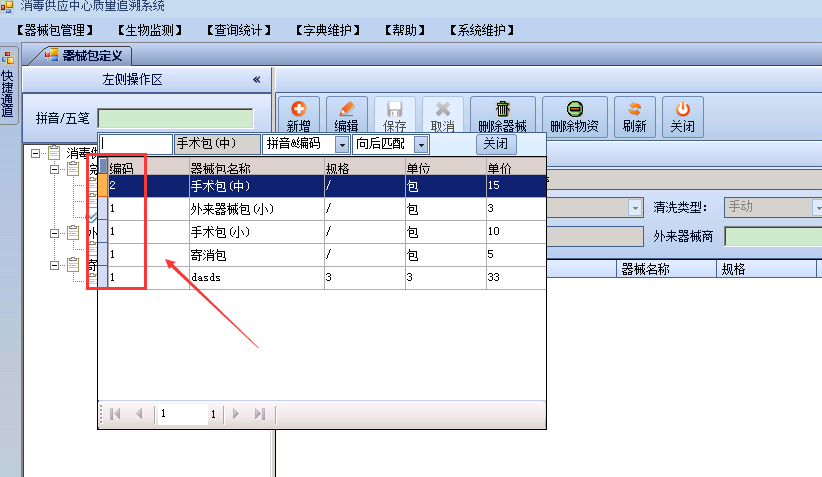 消毒供应中心质量追溯系统
【器械包管理】 【生物监测】 【查询统计】 【字典维护】 【帮助】 【系统维护】
器械包定义
快捷通道
左侧操作区 «
拼音/五笔
新增 编辑 保存 取消 删除器械 删除物资 刷新 关闭
手术包(中) 拼音&编码 向后匹配 关闭
消毒供
编码 器械包名称 规格 单位 单价
2 手术包(中) / 包 15
1 外来器械包(小) / 包 3
1 手术包(小) / 包 10
1 寄消包 / 包 5
1 dasds 3 3 33
外
寄
清洗类型: 手动
外来器械商
器械名称 规格
1 1